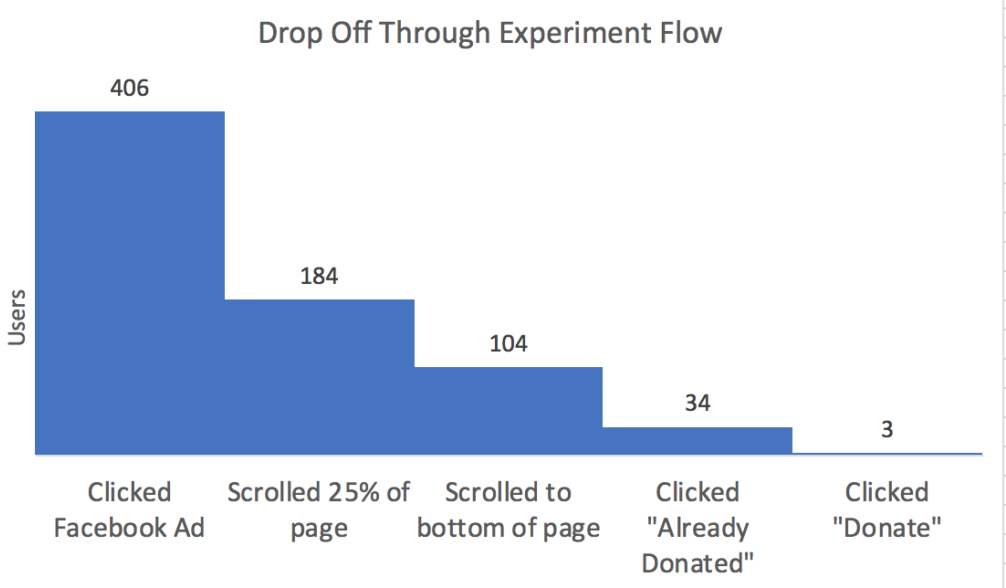 Drop Off Through Experiment Flow
406
184
104
34
3
Users
Clicked
Facebook Ad
Scrolled 25% of
page
Scrolled to
bottom of page
Clicked
"Already
Donated"
Clicked
"Donate"